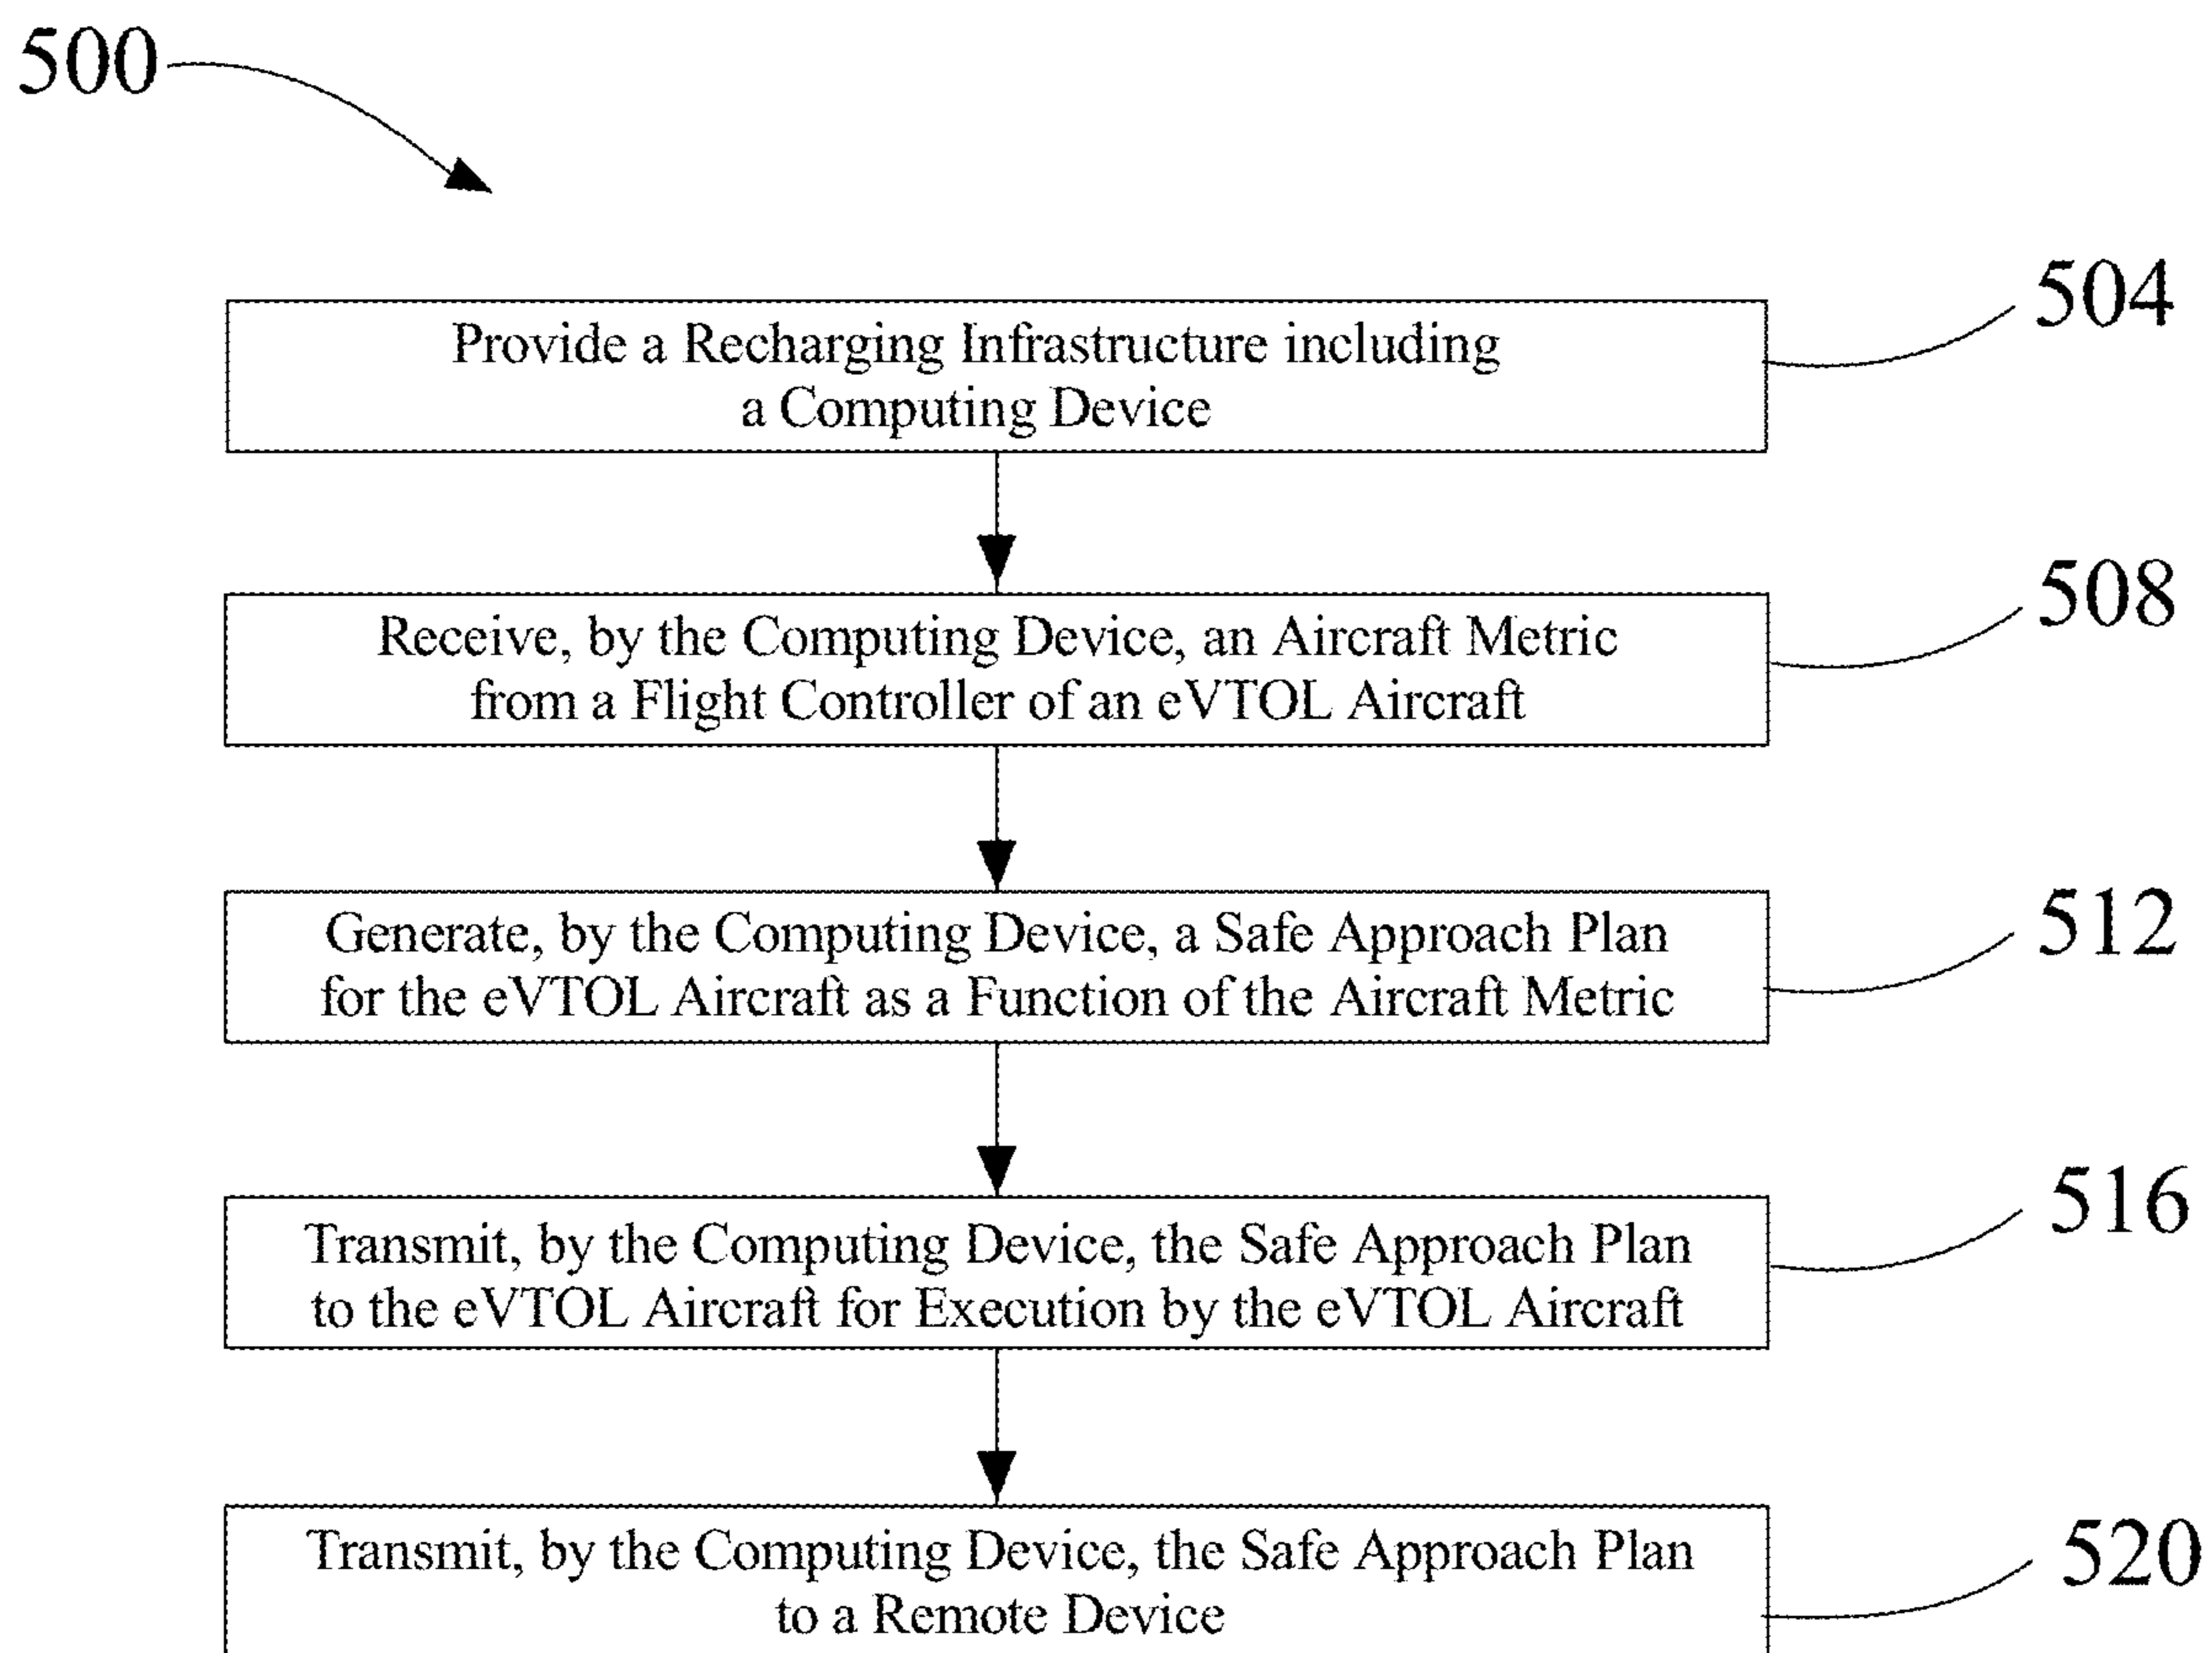 500
504
Provide a Recharging Infrastructure including
a Computing Device
508
Receive, by the Computing Device, an Aircraft Metric
from a Flight Controller of an eVTOL Aircraft
512
Generate, by the Computing Device, a Safe Approach Plan
for the eVTOL Aircraft as a Function of the Aircraft Metric
516
Transmit, by the Computing Device, the Safe Approach Plan
to the eVTOL Aircraft for Execution by the eVTOL Aircraft
520
Transmit, by the Computing Device, the Safe Approach Plan
to a Remote Device